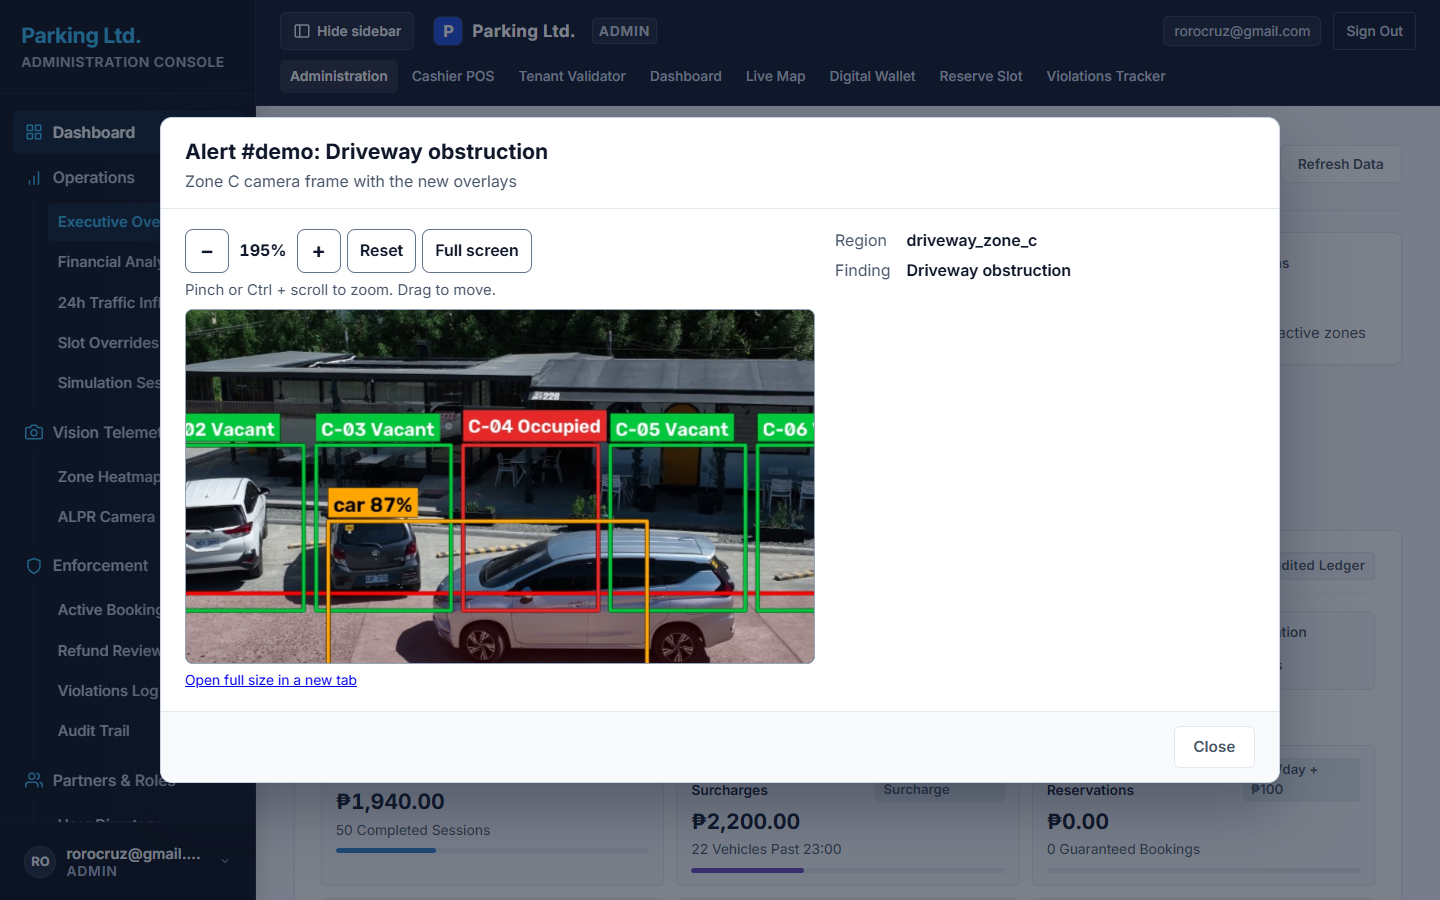 Parking Ltd.
ADMINISTRATION CONSOLE
Hide sidebar
P
Parking Ltd.
ADMIN
rorocruz@gmail.com
Sign Out
Administration
Cashier POS
Tenant Validator
Dashboard
Live Map
Digital Wallet
Reserve Slot
Violations Tracker
Dashboard
Operations
Executive Ove
Financial Analy
24h Traffic Inf
Slot Overrides
Simulation Ses
Vision Telemet
Zone Heatmap
ALPR Camera
Enforcement
Active Booking
Refund Review
Violations Log
Audit Trail
Partners & Roles
RO
rorocruz@gmail....
ADMIN
Refresh Data
active zones
dited Ledger
Alert #demo: Driveway obstruction
Zone C camera frame with the new overlays
−
195%
+
Reset
Full screen
Pinch or Ctrl + scroll to zoom. Drag to move.
02 Vacant
C-03 Vacant
C-04 Occupied
C-05 Vacant
C-06
car 87%
Open full size in a new tab
Region driveway_zone_c
Finding Driveway obstruction
Close
₱1,940.00
50 Completed Sessions
Surcharges
Surcharge
₱2,200.00
22 Vehicles Past 23:00
Reservations
/day +
₱100
₱0.00
0 Guaranteed Bookings